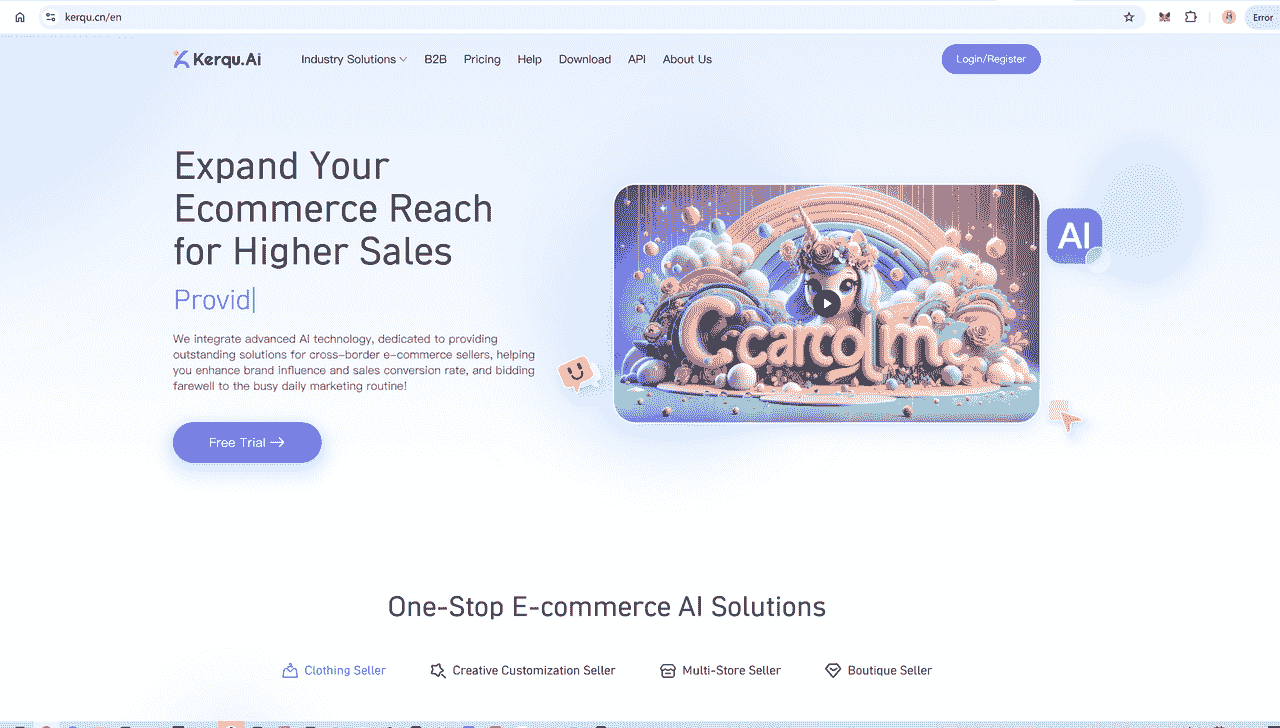 kerqu.cn/en
Error
Kerqu.Ai
Industry Solutions B2B Pricing Help Download API About Us
Login/Register
Expand Your
Ecommerce Reach
for Higher Sales
Provid
We integrate advanced AI technology, dedicated to providing
outstanding solutions for cross-border e-commerce sellers, helping
you enhance brand influence and sales conversion rate, and bidding
farewell to the busy daily marketing routine!
Free Trial
AI
One-Stop E-commerce AI Solutions
Clothing Seller Creative Customization Seller Multi-Store Seller Boutique Seller